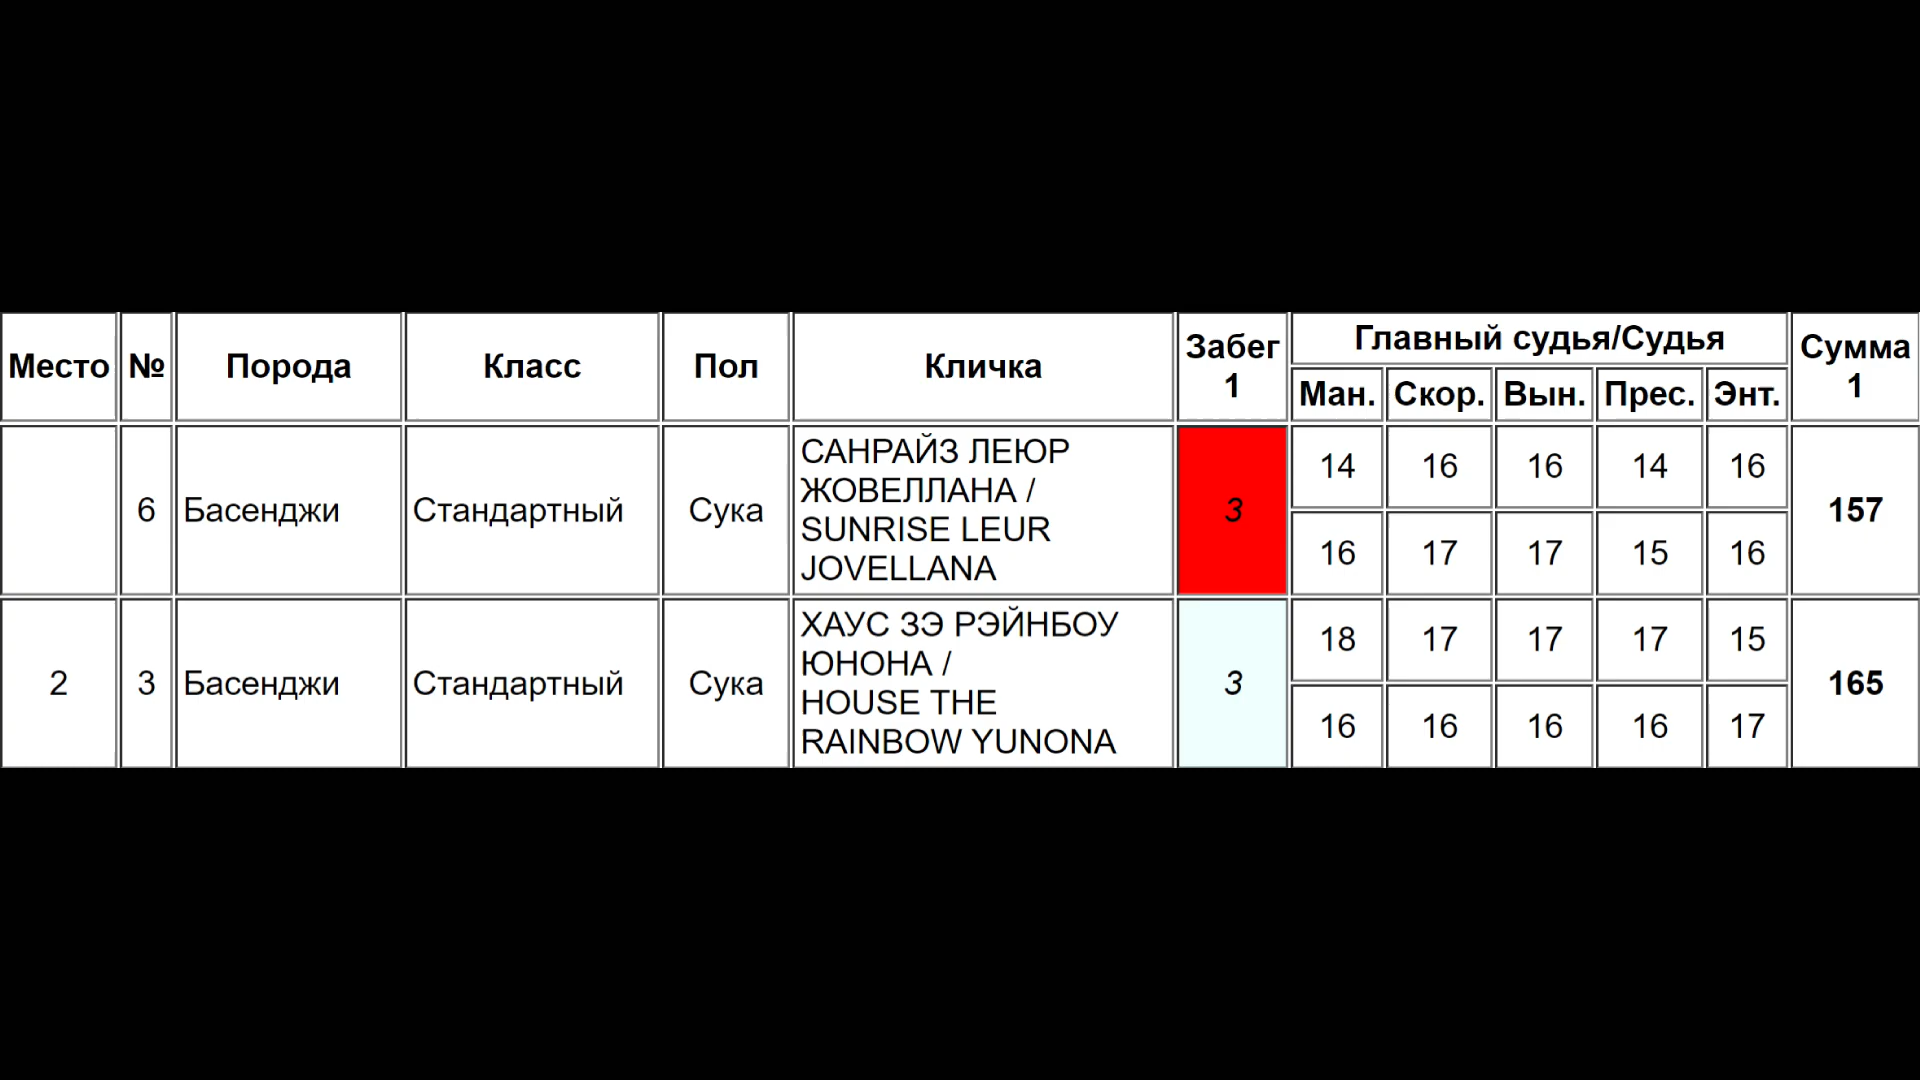 Место № Порода Класс Пол Кличка Забег 1 Главный судья/Судья Сумма 1
Ман. Скор. Вын. Прес. Энт.
6 Басенджи Стандартный Сука
САНРАЙЗ ЛЕЮР
ЖОВЕЛЛАНА /
SUNRISE LEUR
JOVELLANA
3
14 16 16 14 16
16 17 17 15 16
157
2 3 Басенджи Стандартный Сука
ХАУС ЗЭ РЭЙНБОУ
ЮНОНА /
HOUSE THE
RAINBOW YUNONA
3
18 17 17 17 15
16 16 16 16 17
165